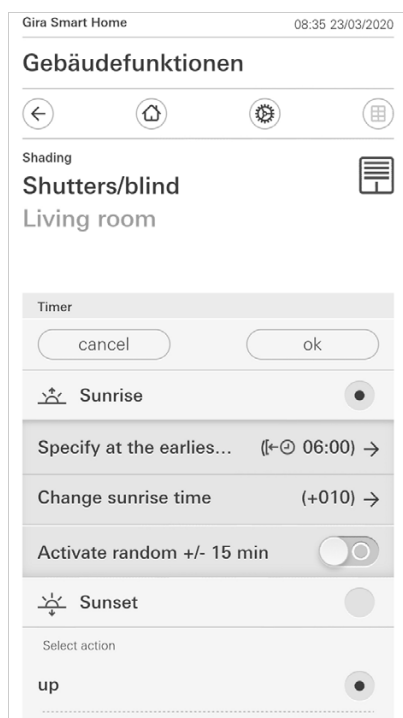 Gira Smart Home 08:35 23/03/2020
Gebäudefunktionen
Shading
Shutters/blind
Living room
Timer
cancel ok
Sunrise
Specify at the earlies... ([←⏲ 06:00) →
Change sunrise time (+010) →
Activate random +/- 15 min
Sunset
Select action
up